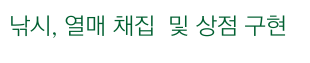 낚시, 열매 채집  및 상점 구현